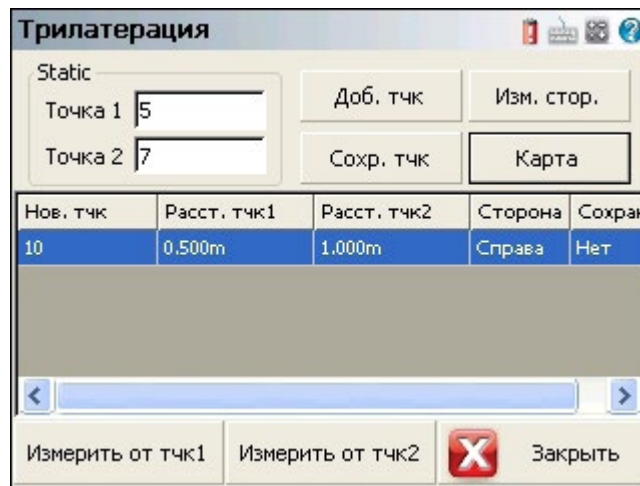 Трилатерация
Static
Точка 1 5
Точка 2 7
Доб. тчк
Изм. стор.
Сохр. тчк
Карта
Нов. тчк Расст. тчк1 Расст. тчк2 Сторона Сохран
10 0.500m 1.000m Справа Нет
Измерить от тчк1 Измерить от тчк2 Закрыть